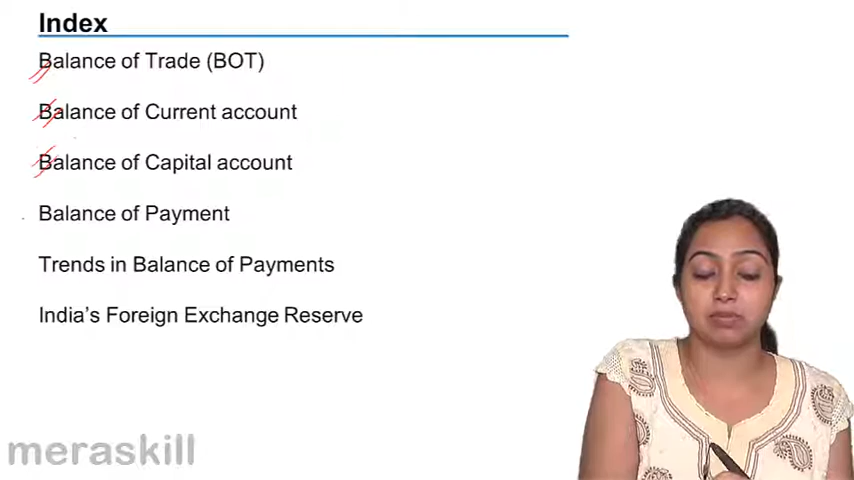 Index
Balance of Trade (BOT)
Balance of Current account
Balance of Capital account
Balance of Payment
Trends in Balance of Payments
India’s Foreign Exchange Reserve
meraskill